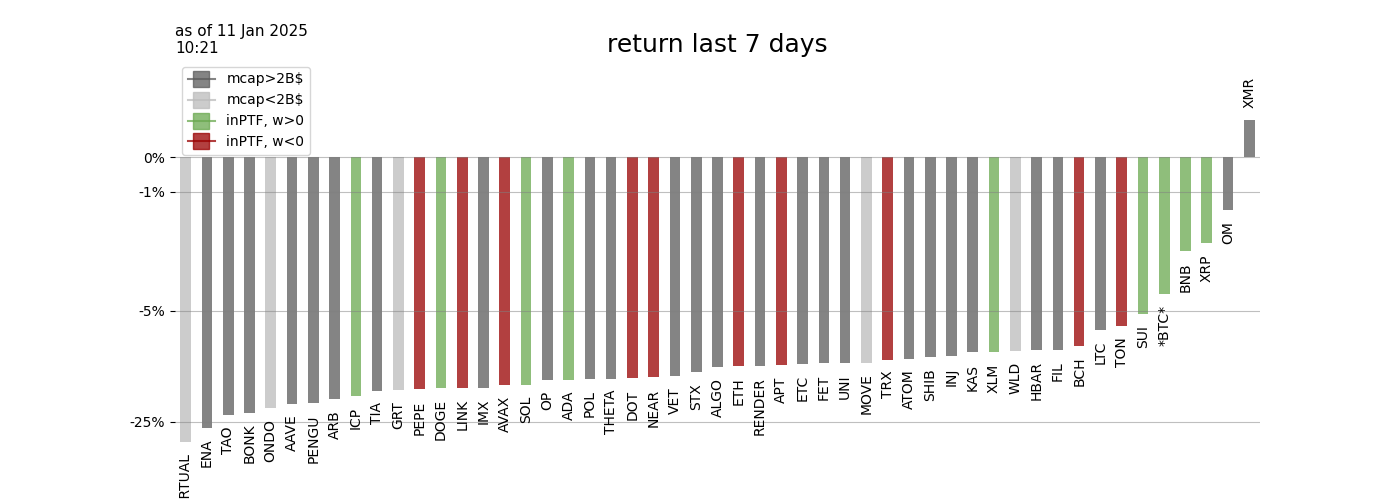 as of 11 Jan 2025
10:21
return last 7 days
mcap>2B$
mcap<2B$
inPTF, w>0
inPTF, w<0
0%
-1%
-5%
-25%
RTUAL
ENA
TAO
BONK
ONDO
AAVE
PENGU
ARB
ICP
TIA
GRT
PEPE
DOGE
LINK
IMX
AVAX
SOL
OP
ADA
POL
THETA
DOT
NEAR
VET
STX
ALGO
ETH
RENDER
APT
ETC
FET
UNI
MOVE
TRX
ATOM
SHIB
INJ
KAS
XLM
WLD
HBAR
FIL
BCH
LTC
TON
SUI
*BTC*
BNB
XRP
OM
XMR